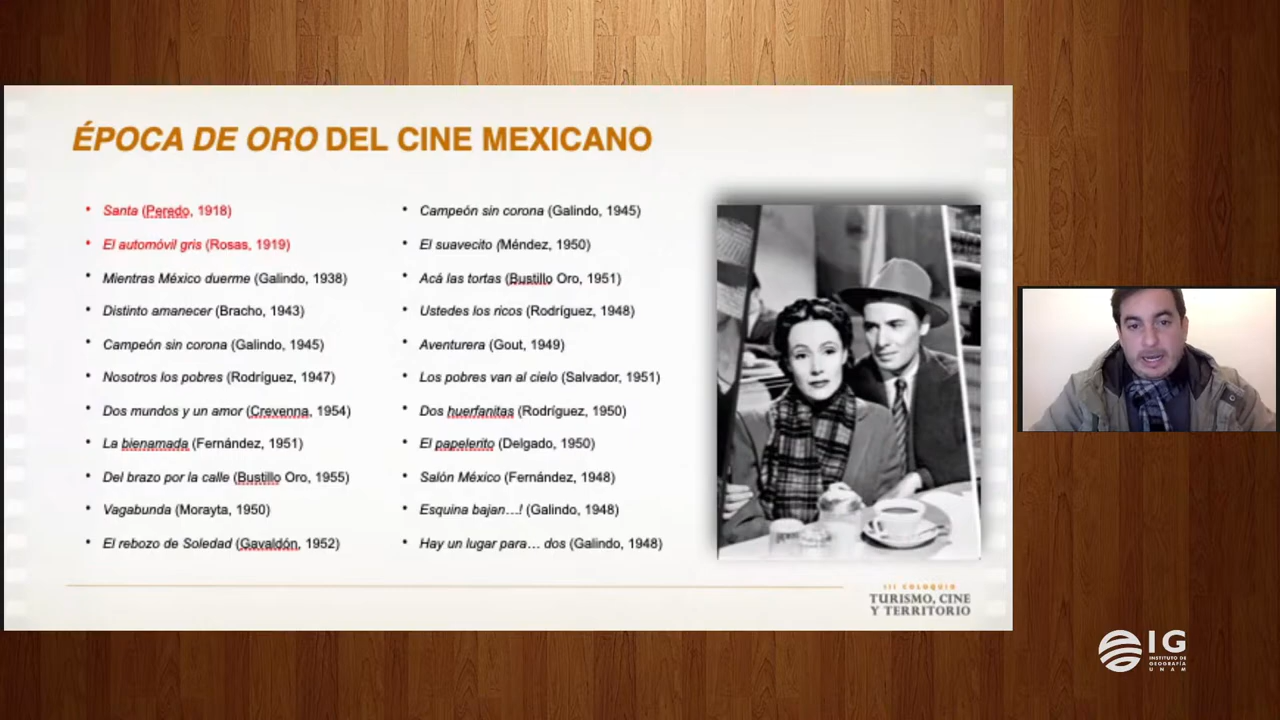 ÉPOCA DE ORO DEL CINE MEXICANO
• Santa (Peredo, 1918)
• El automóvil gris (Rosas, 1919)
• Mientras México duerme (Galindo, 1938)
• Distinto amanecer (Bracho, 1943)
• Campeón sin corona (Galindo, 1945)
• Nosotros los pobres (Rodríguez, 1947)
• Dos mundos y un amor (Crevenna, 1954)
• La bienamada (Fernández, 1951)
• Del brazo por la calle (Bustillo Oro, 1955)
• Vagabunda (Morayta, 1950)
• El rebozo de Soledad (Gavaldón, 1952)
• Campeón sin corona (Galindo, 1945)
• El suavecito (Méndez, 1950)
• Acá las tortas (Bustillo Oro, 1951)
• Ustedes los ricos (Rodríguez, 1948)
• Aventurera (Gout, 1949)
• Los pobres van al cielo (Salvador, 1951)
• Dos huerfanitas (Rodríguez, 1950)
• El papelerito (Delgado, 1950)
• Salón México (Fernández, 1948)
• Esquina bajan...! (Galindo, 1948)
• Hay un lugar para... dos (Galindo, 1948)
III COLOQUIO
TURISMO, CINE
Y TERRITORIO
IG
INSTITUTO DE
GEOGRAFÍA
UNAM